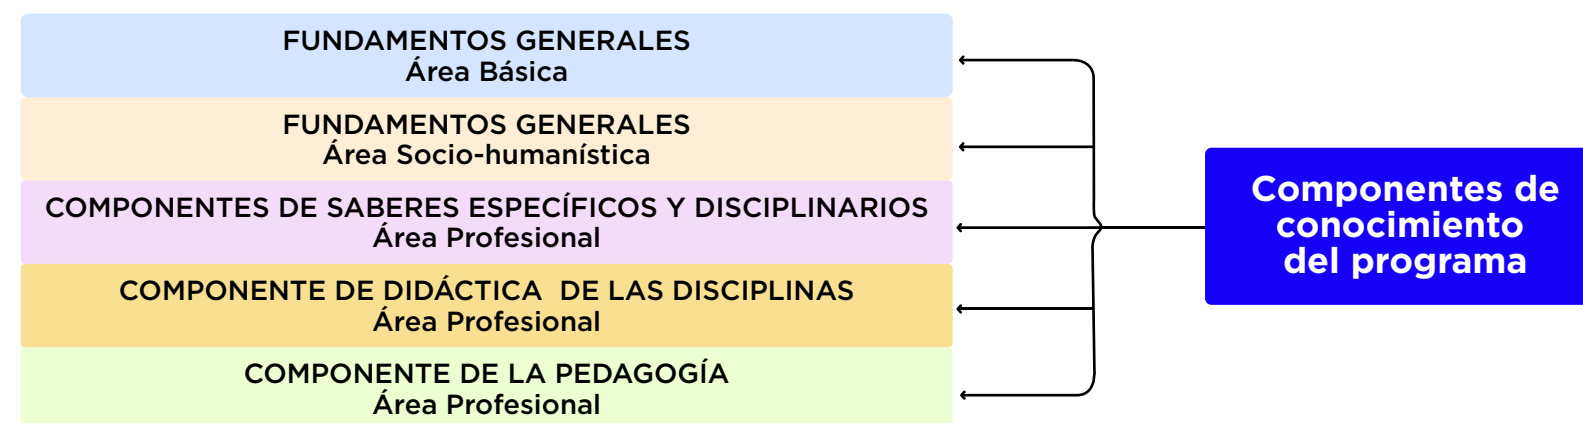 FUNDAMENTOS GENERALES
Área Básica
FUNDAMENTOS GENERALES
Área Socio-humanística
COMPONENTES DE SABERES ESPECÍFICOS Y DISCIPLINARIOS
Área Profesional
COMPONENTE DE DIDÁCTICA DE LAS DISCIPLINAS
Área Profesional
COMPONENTE DE LA PEDAGOGÍA
Área Profesional
Componentes de
conocimiento
del programa